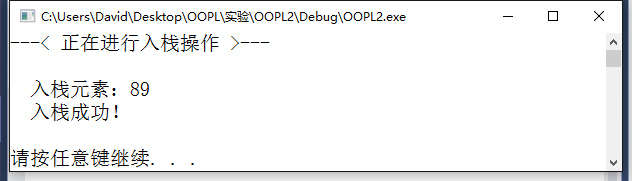 C:\Users\David\Desktop\OOPL\实验\OOPL2\Debug\OOPL2.exe
---< 正在进行入栈操作 >---
入栈元素：89
入栈成功！
请按任意键继续. . .